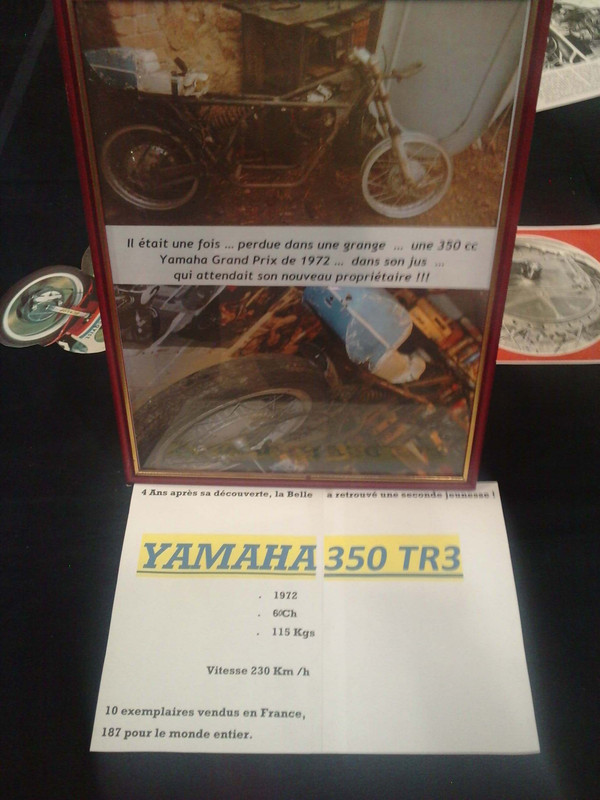 Il était une fois ... perdue dans une grange ... une 350 cc
Yamaha Grand Prix de 1972 ... dans son jus ...
qui attendait son nouveau propriétaire !!!
4 Ans après sa découverte, la Belle a retrouvé une seconde jeunesse !
YAMAHA 350 TR3
. 1972
. 60Ch
. 115 Kgs
Vitesse 230 Km /h
10 exemplaires vendus en France,
187 pour le monde entier.